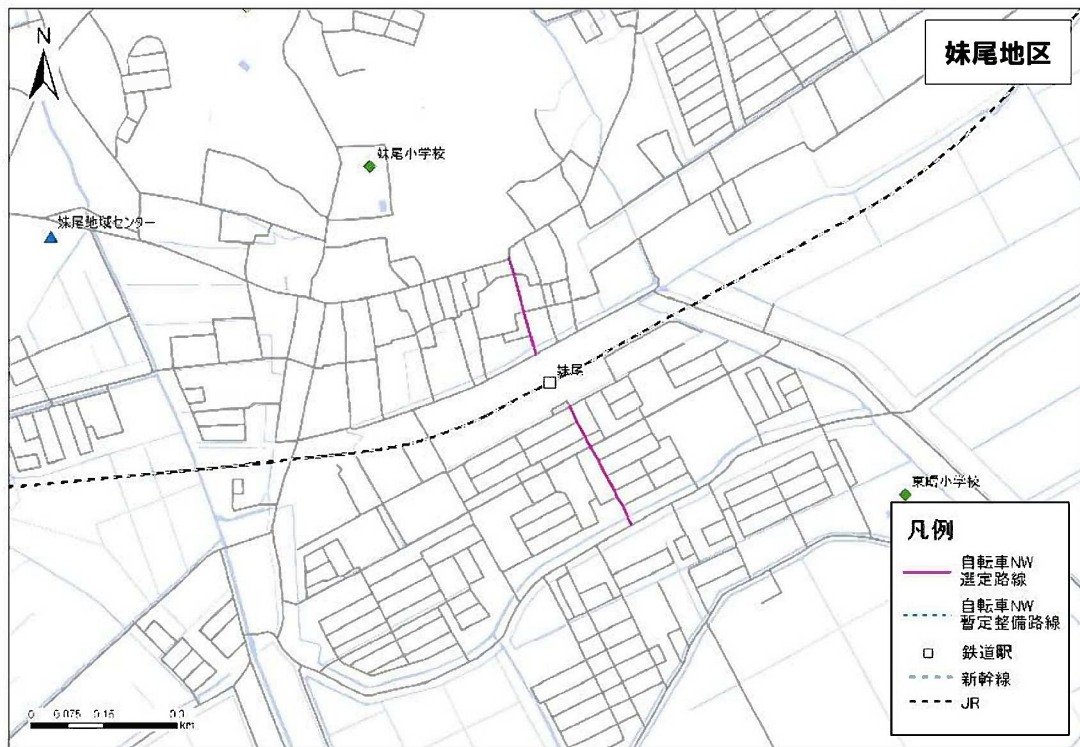 妹尾地区
N
妹尾小学校
妹尾地域センター
妹尾
東疇小学校
凡例
自転車NW
選定路線
自転車NW
暫定整備路線
鉄道駅
新幹線
JR
0 0.075 0.15 0.3
km